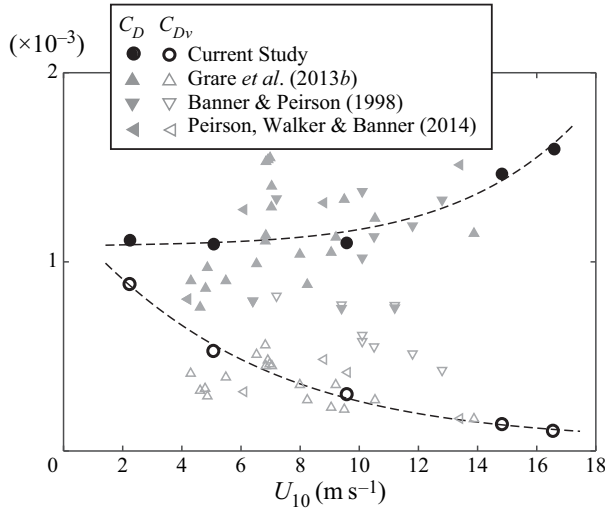 (×10⁻³)
C_D C_Dv
Current Study
Grare et al. (2013b)
Banner & Peirson (1998)
Peirson, Walker & Banner (2014)
2
1
0
2 4 6 8 10 12 14 16 18
U₁₀ (m s⁻¹)